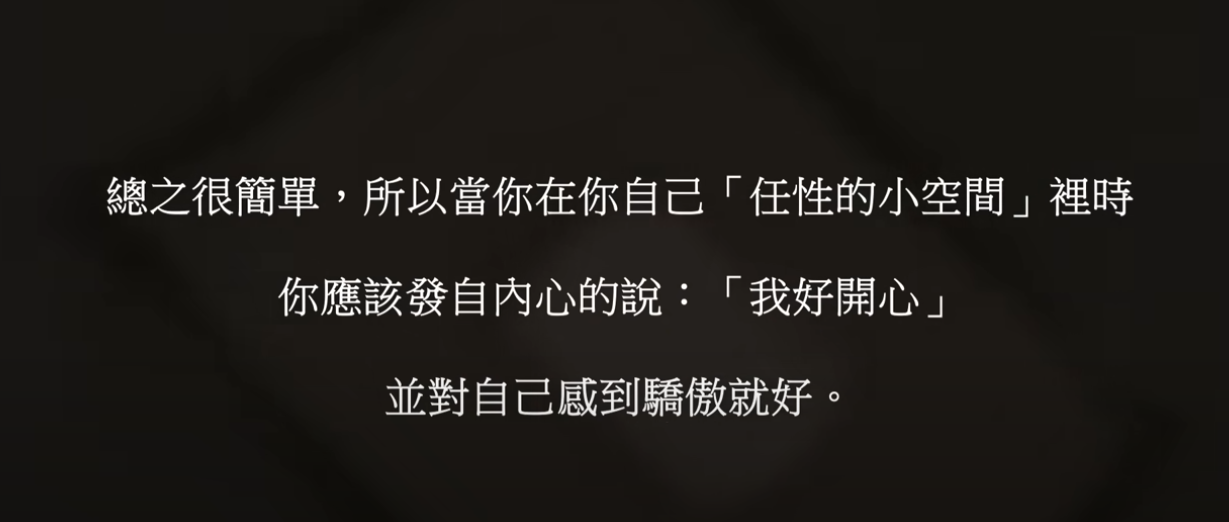 總之很簡單，所以當你在你自己「任性的小空間」裡時
你應該發自內心的說：「我好開心」
並對自己感到驕傲就好。